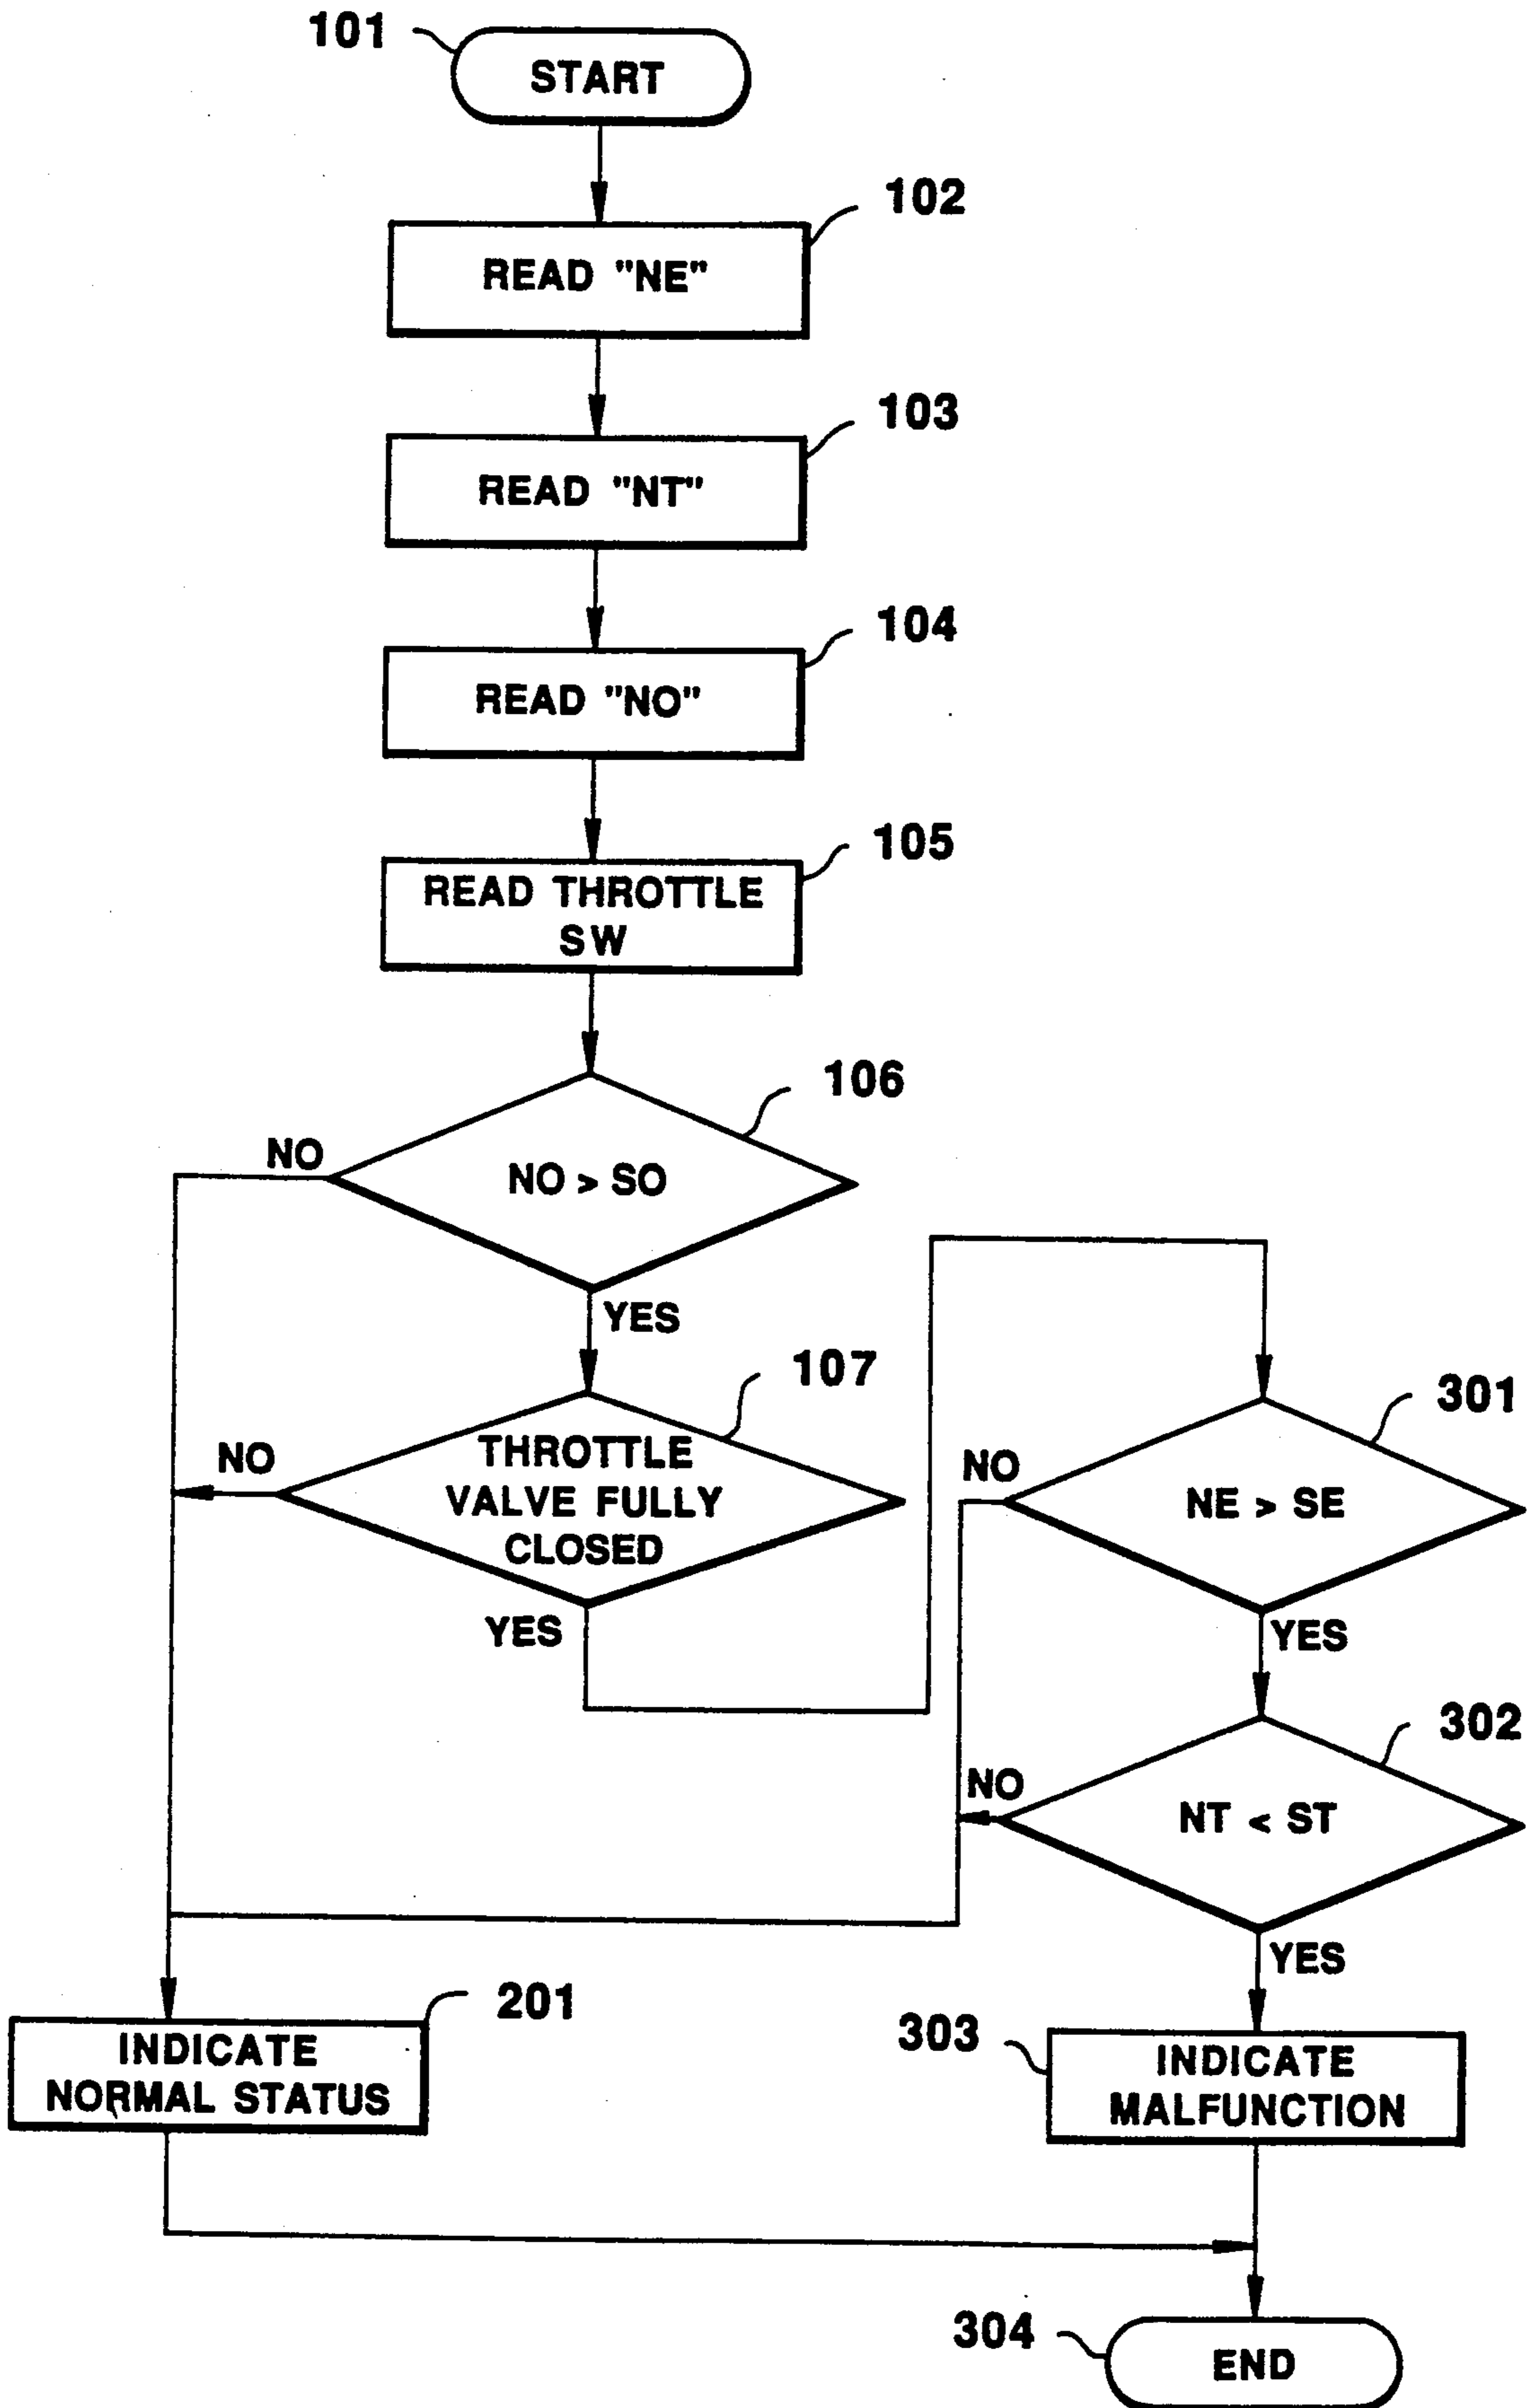 101
START
102
READ "NE"
103
READ "NT"
104
READ "NO"
105
READ THROTTLE
SW
106
NO
NO > SO
YES
107
NO
THROTTLE
VALVE FULLY
CLOSED
YES
301
NO
NE > SE
YES
302
NO
NT < ST
YES
201
INDICATE
NORMAL STATUS
303
INDICATE
MALFUNCTION
304
END